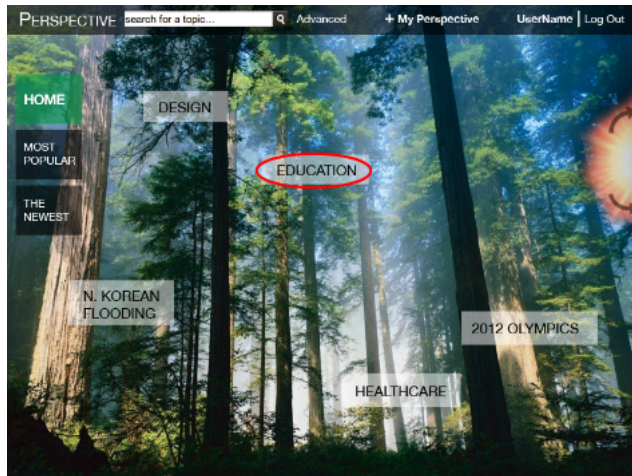 PERSPECTIVE search for a topic... Advanced + My Perspective UserName | Log Out
HOME
DESIGN
MOST
POPULAR
EDUCATION
THE
NEWEST
N. KOREAN
FLOODING
2012 OLYMPICS
HEALTHCARE